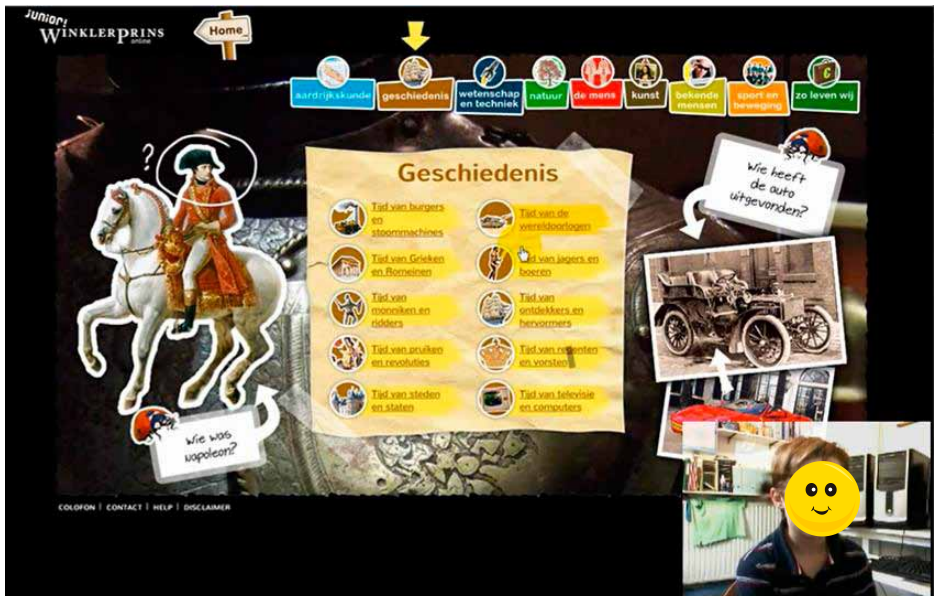 junior!
WINKLERPRINS
online
Home
aardrijkskunde
geschiedenis
wetenschap
en techniek
natuur
de mens
kunst
bekende
mensen
sport en
beweging
zo leven wij
?
Geschiedenis
Tijd van burgers
en
stoommachines
Tijd van de
wereldoorlogen
Tijd van Grieken
en Romeinen
Tijd van jagers en
boeren
Tijd van
monniken en
ridders
Tijd van
ontdekkers en
hervormers
Tijd van pruiken
en revoluties
Tijd van regenten
en vorsten
Tijd van steden
en staten
Tijd van televisie
en computers
Wie heeft
de auto
uitgevonden?
Wie was
Napoleon?
COLOFON | CONTACT | HELP | DISCLAIMER